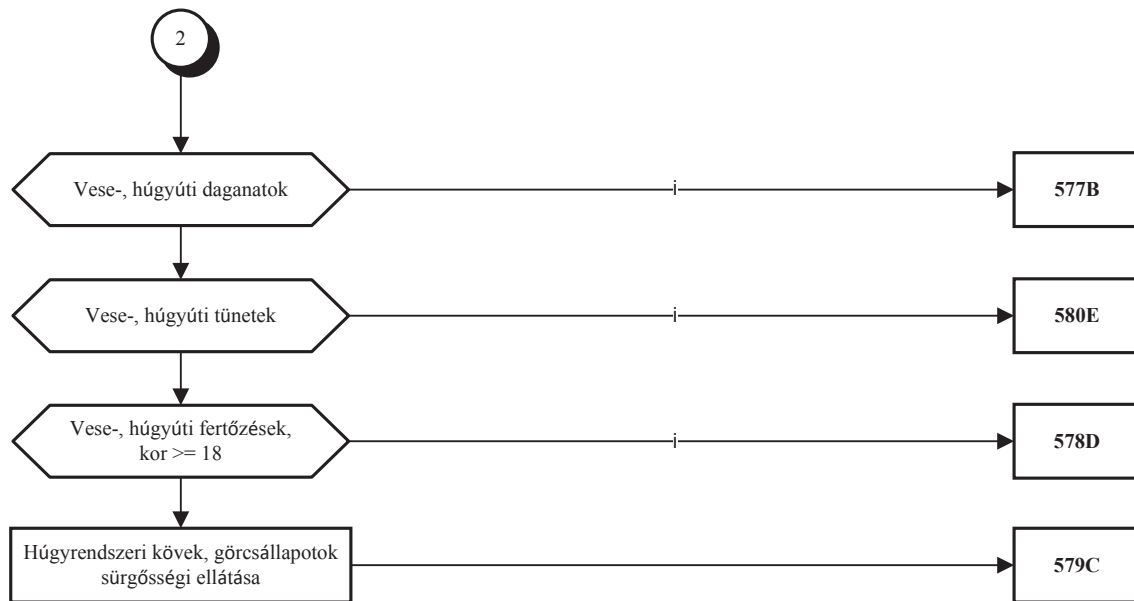 2
Vese-, húgyúti daganatok
i
577B
Vese-, húgyúti tünetek
i
580E
Vese-, húgyúti fertőzések,
kor >= 18
i
578D
Húgyrendszeri kövek, görcsállapotok
sürgősségi ellátása
579C